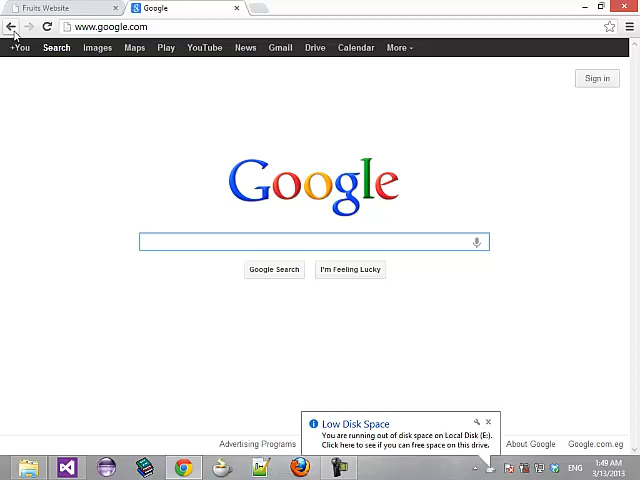 Fruits Website
Google
www.google.com
+You Search Images Maps Play YouTube News Gmail Drive Calendar More
Sign in
Google
Google Search
I'm Feeling Lucky
Low Disk Space
You are running out of disk space on Local Disk (E:).
Click here to see if you can free space on this drive.
Advertising Programs
About Google
Google.com.eg
ENG
1:49 AM
3/13/2013